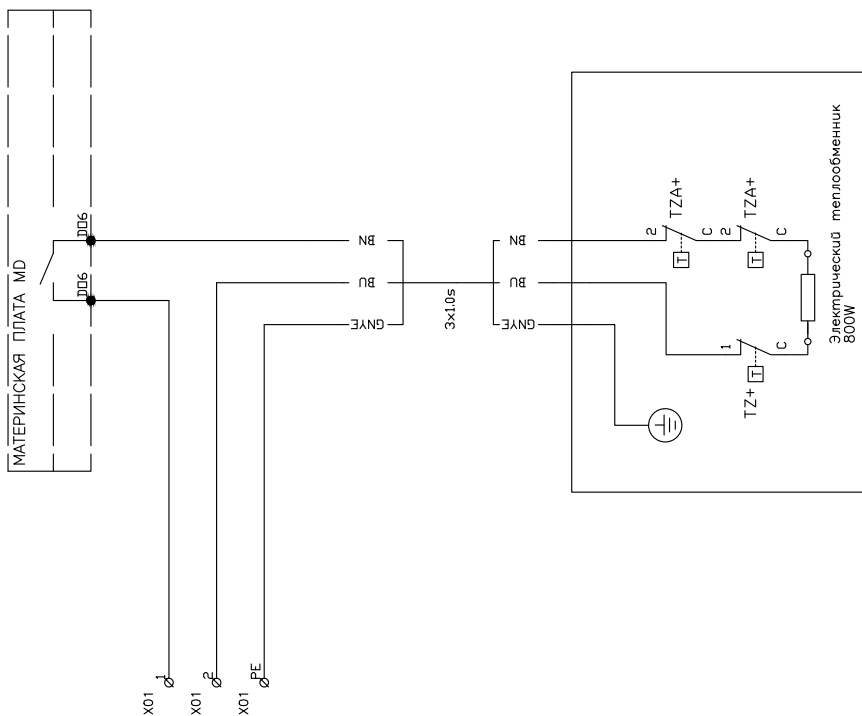 МАТЕРИНСКАЯ ПЛАТА MD
DO6
DO6
BN
BU
GNYE
3x1.0s
BN
BU
GNYE
2
TZA+
C
T
2
TZA+
C
T
1
TZ+
C
T
Электрический теплообменник
800W
X01
1
X01
2
X01
PE